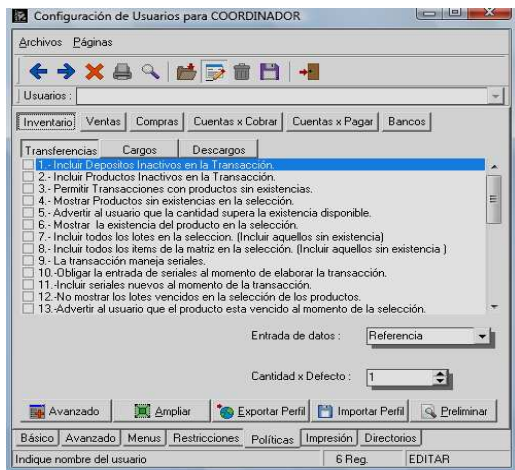 Configuración de Usuarios para COORDINADOR
Archivos Páginas
Usuarios :
Inventario Ventas Compras Cuentas x Cobrar Cuentas x Pagar Bancos
Transferencias Cargos Descargos
1.- Incluir Depositos Inactivos en la Transacción.
2.- Incluir Productos Inactivos en la Transacción.
3.- Permitir Transacciones con productos sin existencias.
4.- Mostrar Productos sin existencias en la selección.
5.- Advertir al usuario que la cantidad supera la existencia disponible.
6.- Mostrar la existencia del producto en la selección.
7.- Incluir todos los lotes en la seleccion. (Incluir aquellos sin existencia)
8.- Incluir todos los items de la matriz en la selección. (Incluir aquellos sin existencia )
9.- La transacción maneja seriales.
10.-Obligar la entrada de seriales al momento de elaborar la transacción.
11.-Incluir seriales nuevos al momento de la transacción.
12.-No mostrar los lotes vencidos en la selección de los productos.
13.-Advertir al usuario que el producto esta vencido al momento de la selección.
Entrada de datos : Referencia
Cantidad x Defecto : 1
Avanzado Ampliar Exportar Perfil Importar Perfil Preliminar
Básico Avanzado Menus Restricciones Políticas Impresión Directorios
Indique nombre del usuario 6 Reg. EDITAR